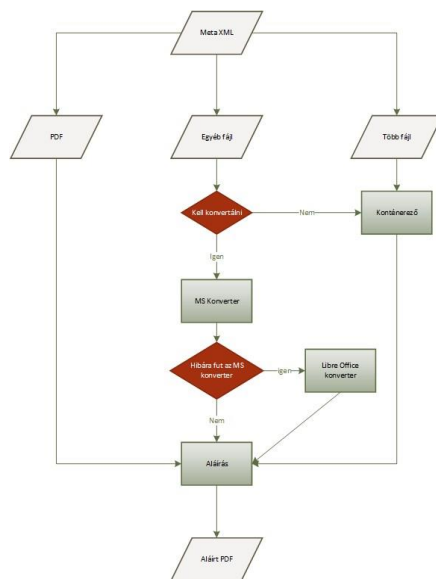 Meta XML
PDF
Egyéb fájl
Több fájl
Kell konvertálni
Nem
Konténerező
Igen
MS Konverter
Hibára fut az MS
konverter
igen
Libre Office
konverter
Nem
Aláírás
Aláírt PDF